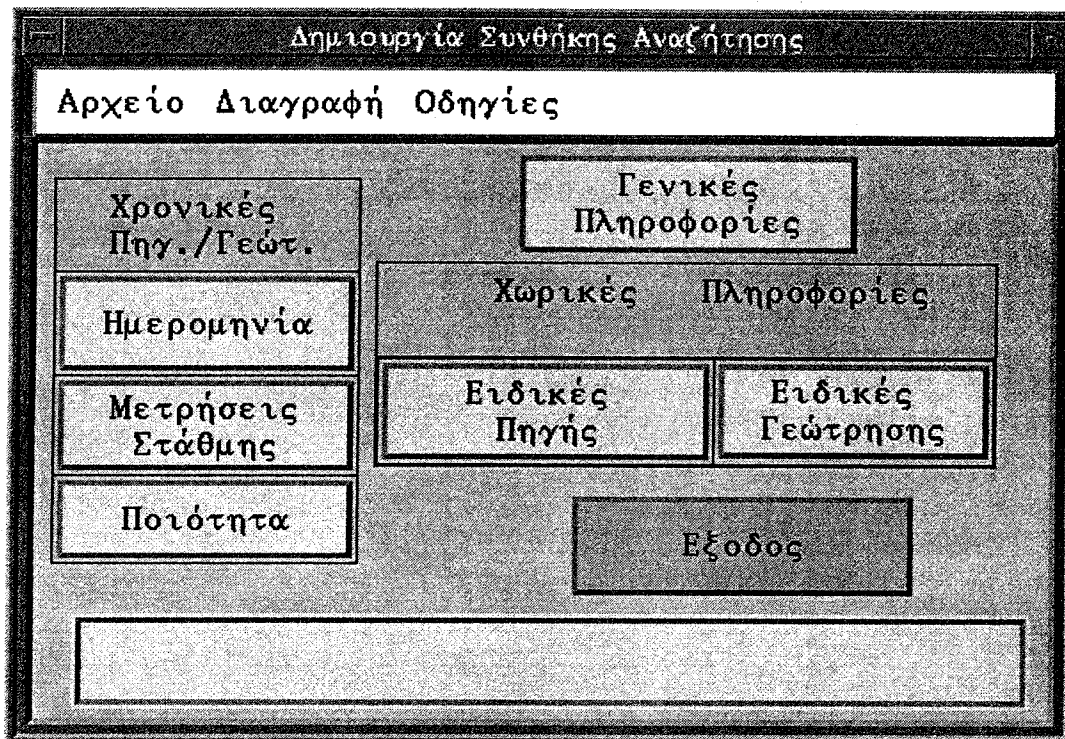 Δημιουργία Συνθήκης Αναζήτησης
Αρχείο Διαγραφή Οδηγίες
Χρονικές
Πηγ./Γεώτ.
Ημερομηνία
Μετρήσεις
Στάθμης
Ποιότητα
Γενικές
Πληροφορίες
Χωρικές Πληροφορίες
Ειδικές
Πηγής
Ειδικές
Γεώτρησης
Εξοδος